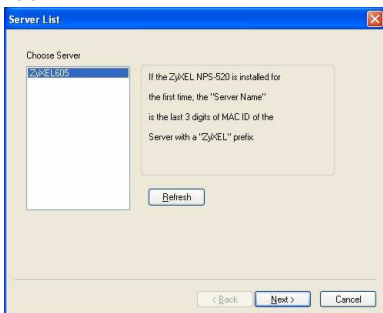 Server List
Choose Server
ZyXEL605
If the ZyXEL NPS-520 is installed for
the first time, the "Server Name"
is the last 3 digits of MAC ID of the
Server with a "ZyXEL" prefix.
Refresh
< Back
Next >
Cancel